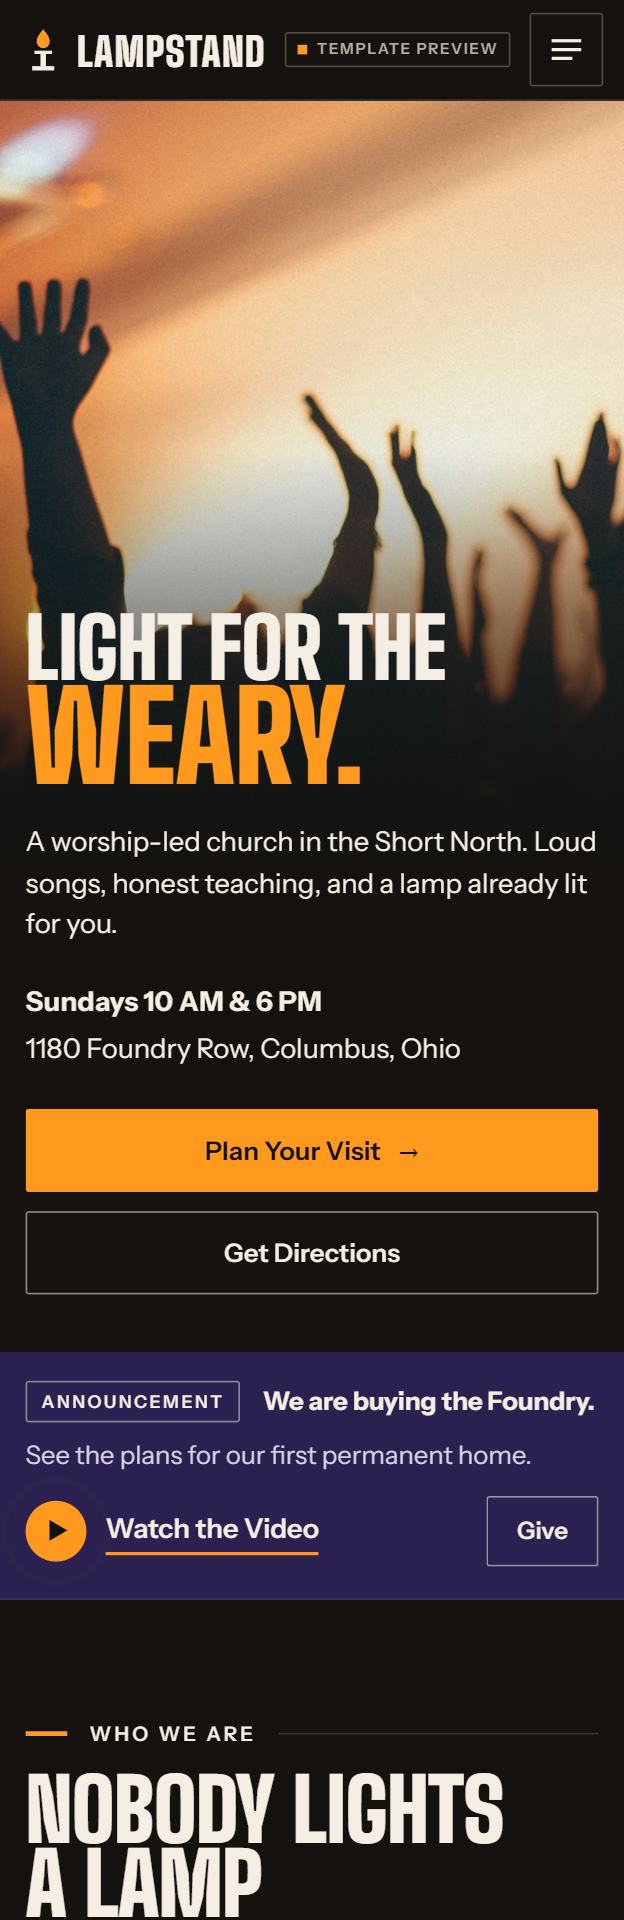 LAMPSTAND
TEMPLATE PREVIEW
LIGHT FOR THE
WEARY.
A worship-led church in the Short North. Loud
songs, honest teaching, and a lamp already lit
for you.
Sundays 10 AM & 6 PM
1180 Foundry Row, Columbus, Ohio
Plan Your Visit →
Get Directions
ANNOUNCEMENT We are buying the Foundry.
See the plans for our first permanent home.
Watch the Video
Give
WHO WE ARE
NOBODY LIGHTS
A LAMP